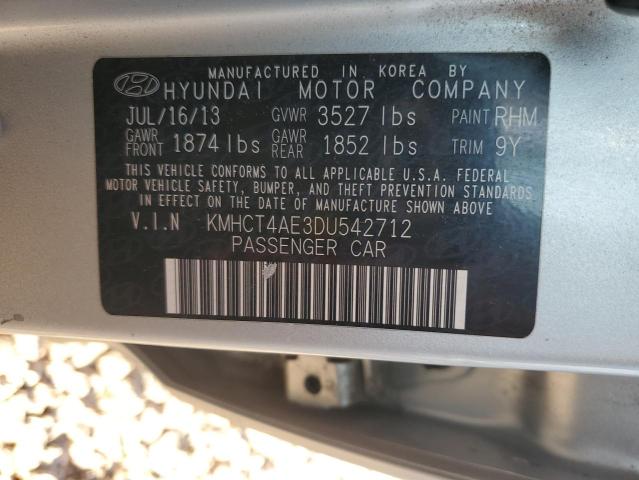 MANUFACTURED IN KOREA BY
HYUNDAI MOTOR COMPANY
JUL/16/13 GVWR 3527 lbs PAINT RHM
GAWR FRONT 1874 lbs GAWR REAR 1852 lbs TRIM 9Y
THIS VEHICLE CONFORMS TO ALL APPLICABLE U.S.A. FEDERAL
MOTOR VEHICLE SAFETY, BUMPER, AND THEFT PREVENTION STANDARDS
IN EFFECT ON THE DATE OF MANUFACTURE SHOWN ABOVE
V.I.N KMHCT4AE3DU542712
PASSENGER CAR